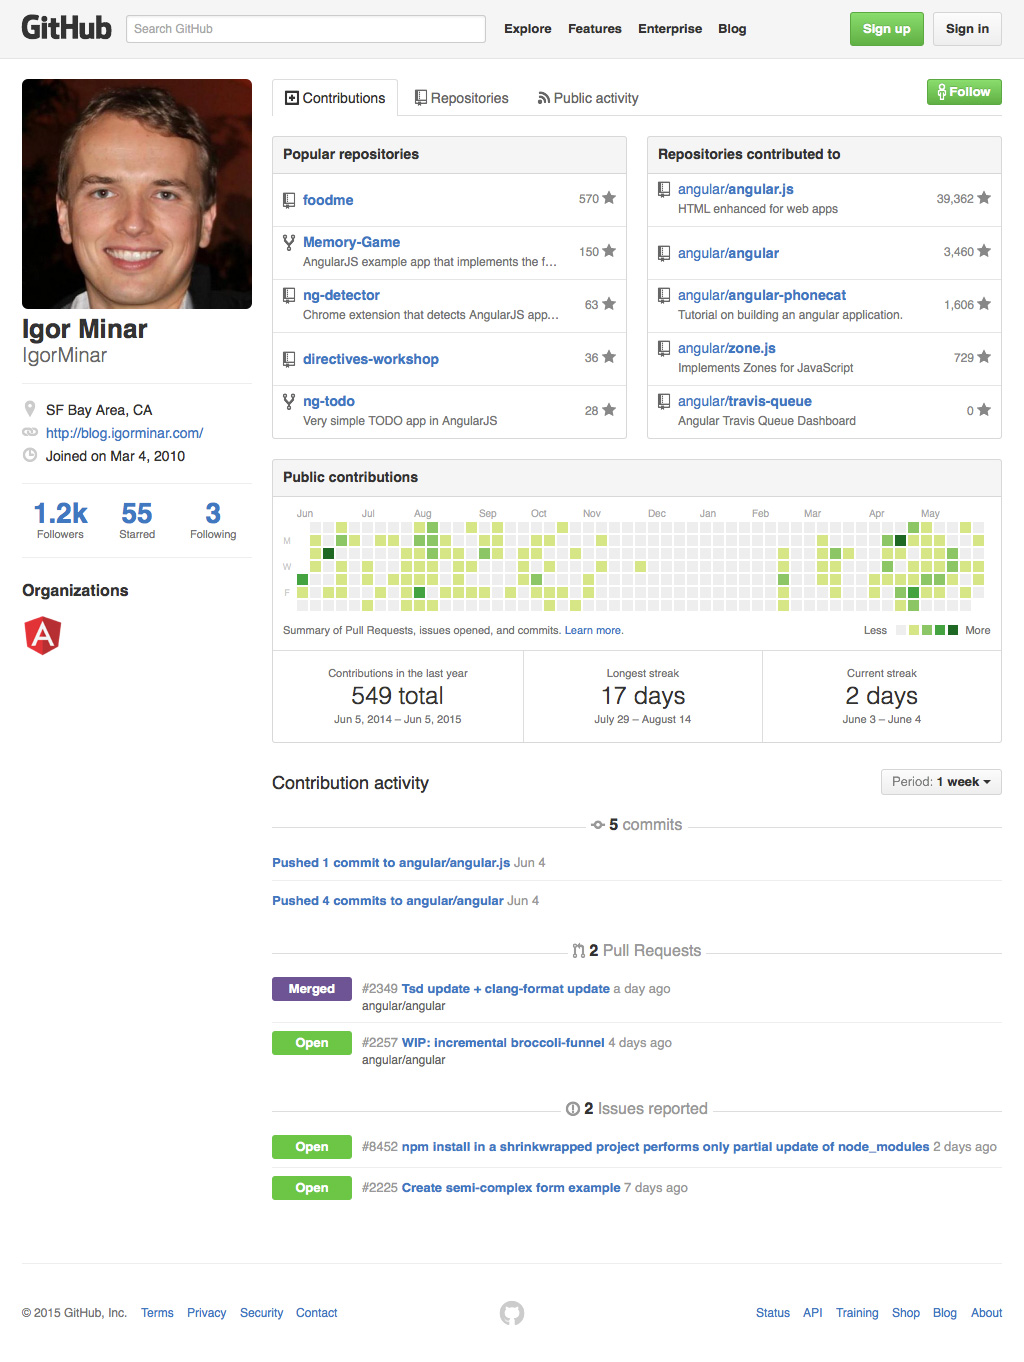 GitHub
Search GitHub
Explore Features Enterprise Blog
Sign up Sign in
Contributions Repositories Public activity
Follow
Igor Minar
IgorMinar
SF Bay Area, CA
http://blog.igorminar.com/
Joined on Mar 4, 2010
1.2k 55 3
Followers Starred Following
Organizations
A
Popular repositories
foodme 570
Memory-Game 150
AngularJS example app that implements the f…
ng-detector 63
Chrome extension that detects AngularJS app…
directives-workshop 36
ng-todo 28
Very simple TODO app in AngularJS
Repositories contributed to
angular/angular.js 39,362
HTML enhanced for web apps
angular/angular 3,460
angular/angular-phonecat 1,606
Tutorial on building an angular application.
angular/zone.js 729
Implements Zones for JavaScript
angular/travis-queue 0
Angular Travis Queue Dashboard
Public contributions
Jun Jul Aug Sep Oct Nov Dec Jan Feb Mar Apr May
M
W
F
Summary of Pull Requests, issues opened, and commits. Learn more. Less More
Contributions in the last year
549 total
Jun 5, 2014 – Jun 5, 2015
Longest streak
17 days
July 29 – August 14
Current streak
2 days
June 3 – June 4
Contribution activity
Period: 1 week
5 commits
Pushed 1 commit to angular/angular.js Jun 4
Pushed 4 commits to angular/angular Jun 4
2 Pull Requests
Merged #2349 Tsd update + clang-format update a day ago
angular/angular
Open #2257 WIP: incremental broccoli-funnel 4 days ago
angular/angular
2 Issues reported
Open #8452 npm install in a shrinkwrapped project performs only partial update of node_modules 2 days ago
Open #2225 Create semi-complex form example 7 days ago
© 2015 GitHub, Inc. Terms Privacy Security Contact
Status API Training Shop Blog About